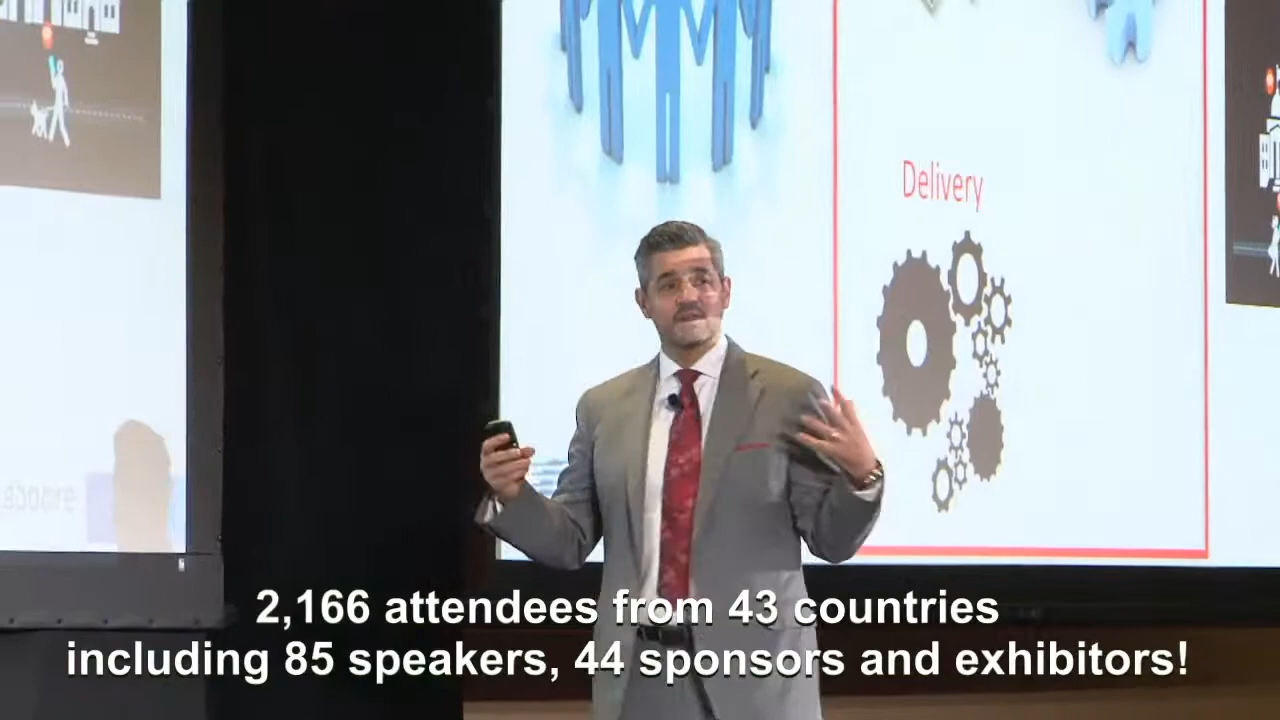 Delivery
2,166 attendees from 43 countries
including 85 speakers, 44 sponsors and exhibitors!